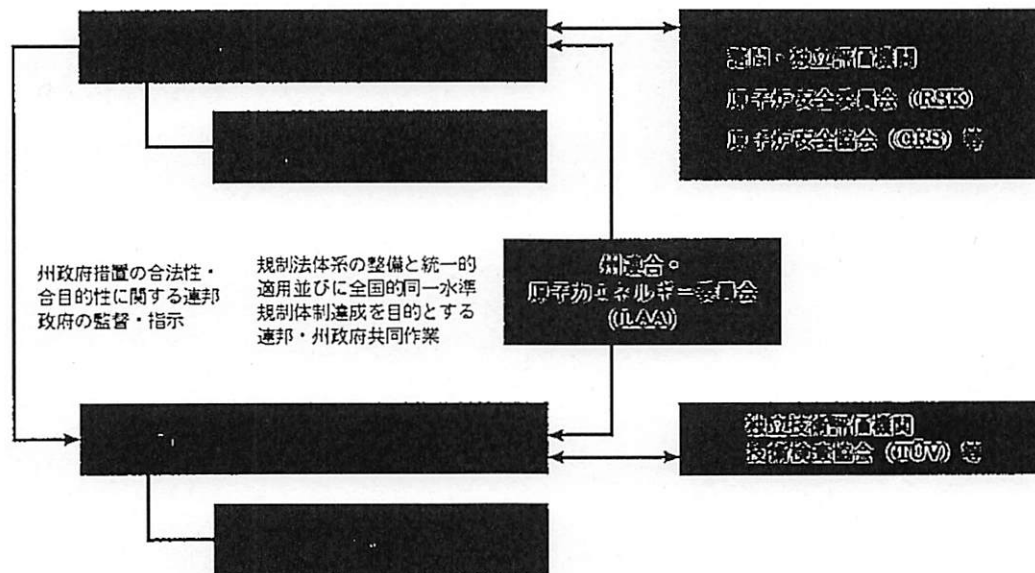 諮問・独立評価機関
原子炉安全委員会 (RSK)
原子炉安全協会 (GRS) 等
州政府措置の合法性・
合目的性に関する連邦
政府の監督・指示
規制法体系の整備と統一的
適用並びに全国的同一水準
規制体制達成を目的とする
連邦・州政府共同作業
州連合・
原子力エネルギー委員会
(LAA)
独立技術評価機関
技術検査協会 (TÜV) 等